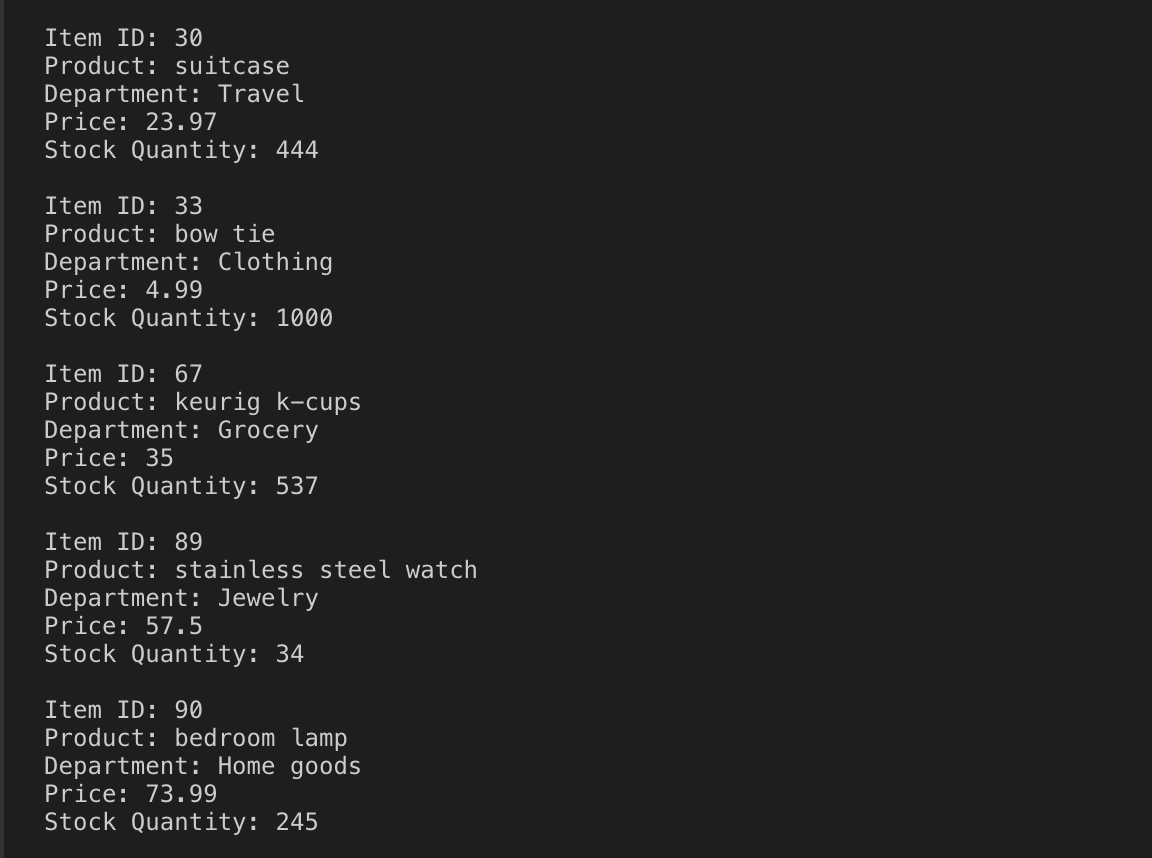 Item ID: 30
Product: suitcase
Department: Travel
Price: 23.97
Stock Quantity: 444
Item ID: 33
Product: bow tie
Department: Clothing
Price: 4.99
Stock Quantity: 1000
Item ID: 67
Product: keurig k-cups
Department: Grocery
Price: 35
Stock Quantity: 537
Item ID: 89
Product: stainless steel watch
Department: Jewelry
Price: 57.5
Stock Quantity: 34
Item ID: 90
Product: bedroom lamp
Department: Home goods
Price: 73.99
Stock Quantity: 245